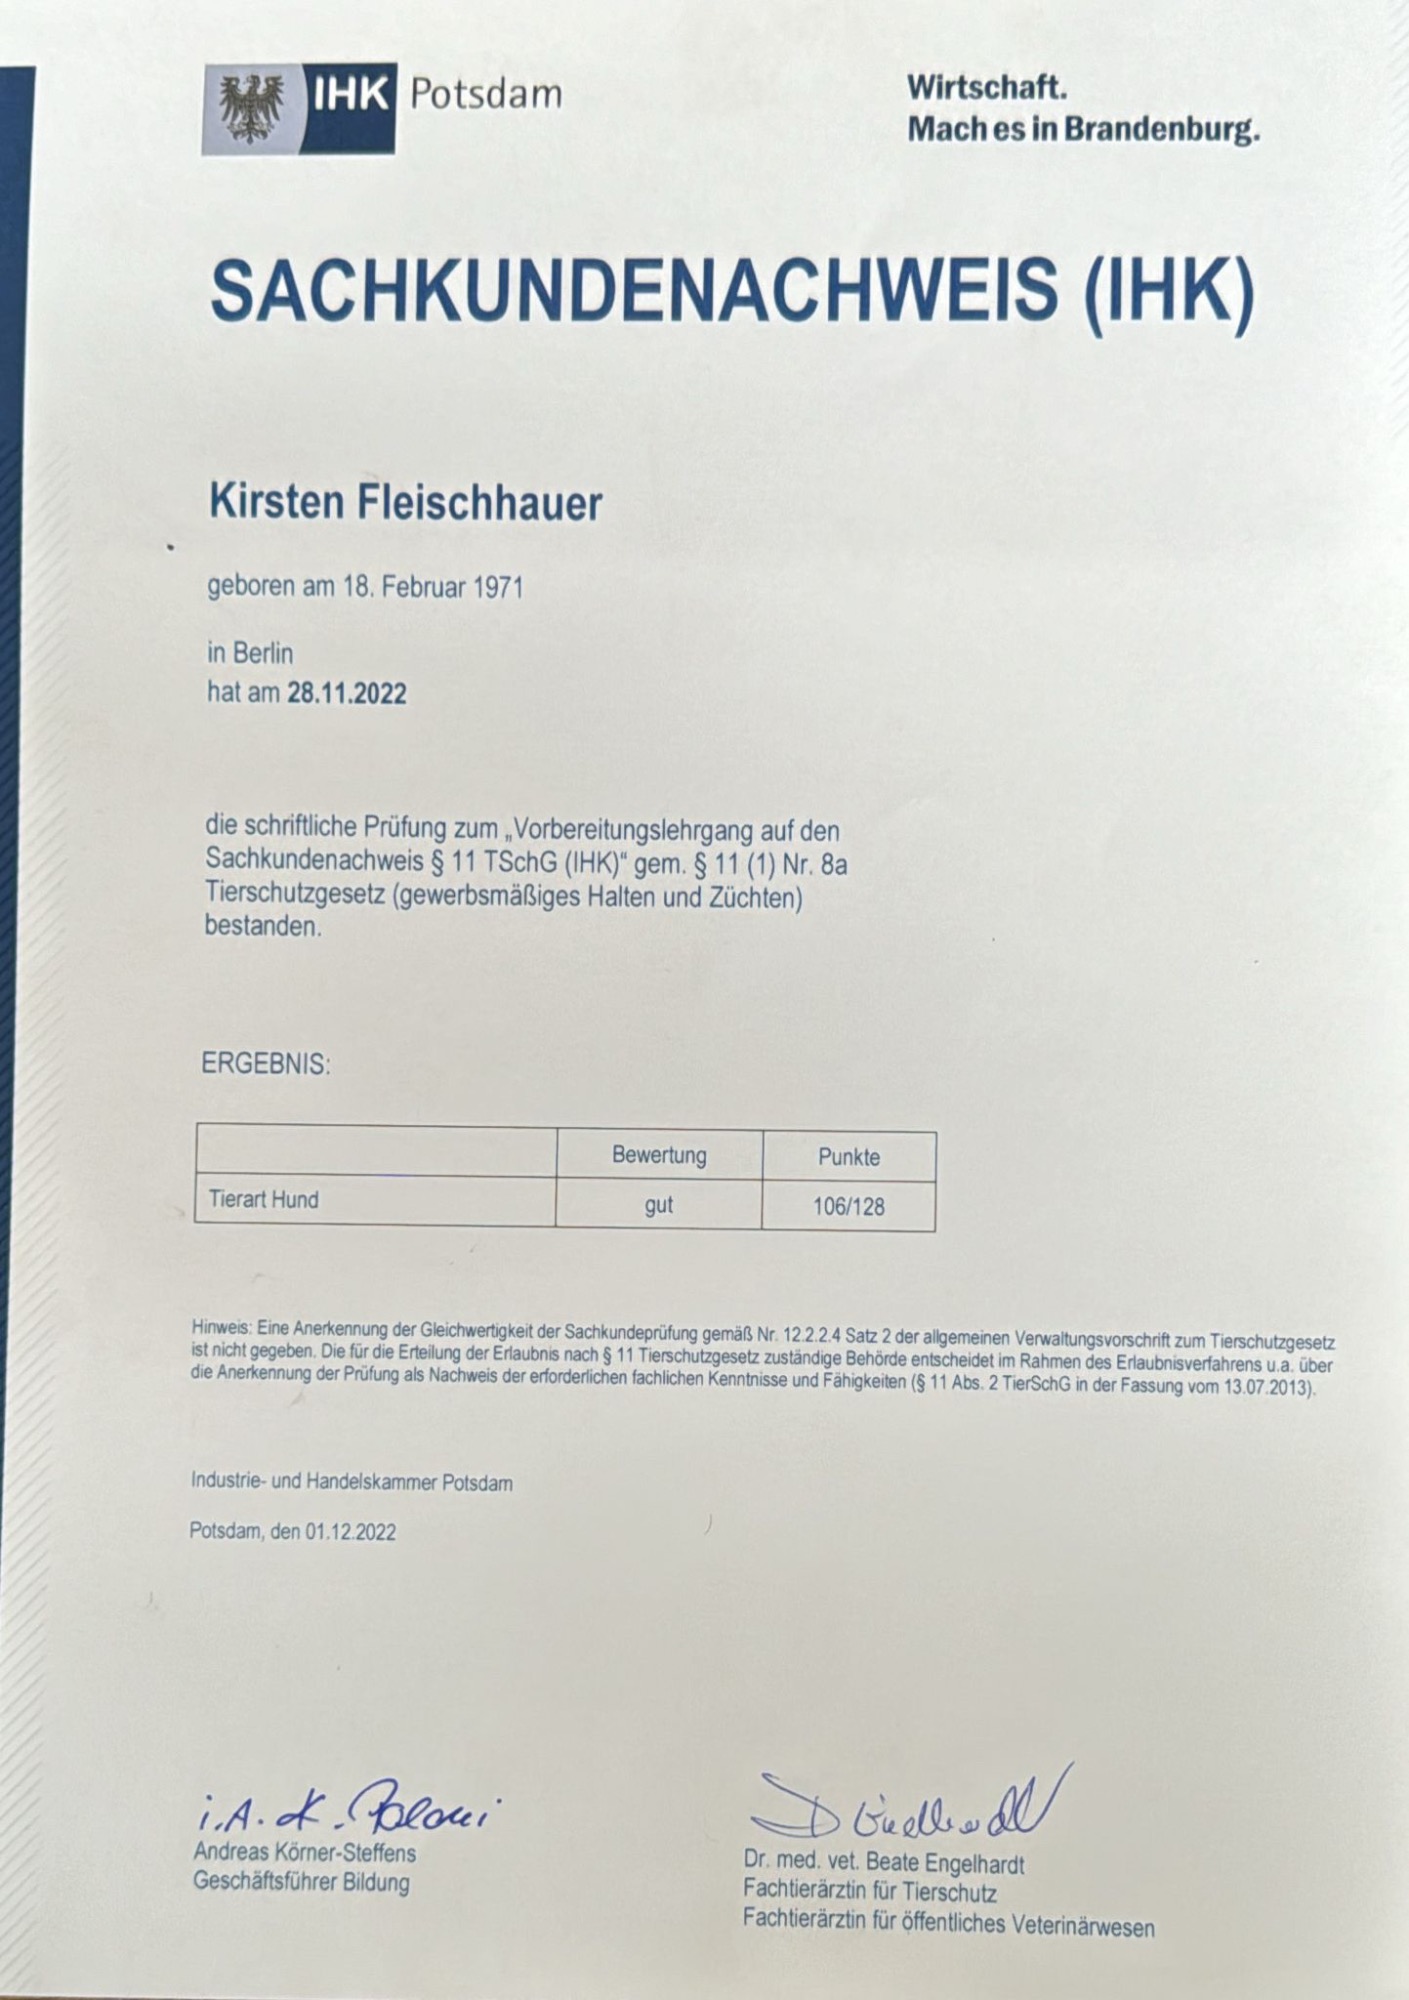 IHK Potsdam
Wirtschaft.
Mach es in Brandenburg.
SACHKUNDENACHWEIS (IHK)
Kirsten Fleischhauer
geboren am 18. Februar 1971
in Berlin
hat am 28.11.2022
die schriftliche Prüfung zum „Vorbereitungslehrgang auf den
Sachkundenachweis § 11 TSchG (IHK)“ gem. § 11 (1) Nr. 8a
Tierschutzgesetz (gewerbsmäßiges Halten und Züchten)
bestanden.
ERGEBNIS:
Bewertung Punkte
Tierart Hund gut 106/128
Hinweis: Eine Anerkennung der Gleichwertigkeit der Sachkundeprüfung gemäß Nr. 12.2.2.4 Satz 2 der allgemeinen Verwaltungsvorschrift zum Tierschutzgesetz
ist nicht gegeben. Die für die Erteilung der Erlaubnis nach § 11 Tierschutzgesetz zuständige Behörde entscheidet im Rahmen des Erlaubnisverfahrens u.a. über
die Anerkennung der Prüfung als Nachweis der erforderlichen fachlichen Kenntnisse und Fähigkeiten (§ 11 Abs. 2 TierSchG in der Fassung vom 13.07.2013).
Industrie- und Handelskammer Potsdam
Potsdam, den 01.12.2022
i.A. K.
Andreas Körner-Steffens
Geschäftsführer Bildung
Dr. med. vet. Beate Engelhardt
Fachtierärztin für Tierschutz
Fachtierärztin für öffentliches Veterinärwesen